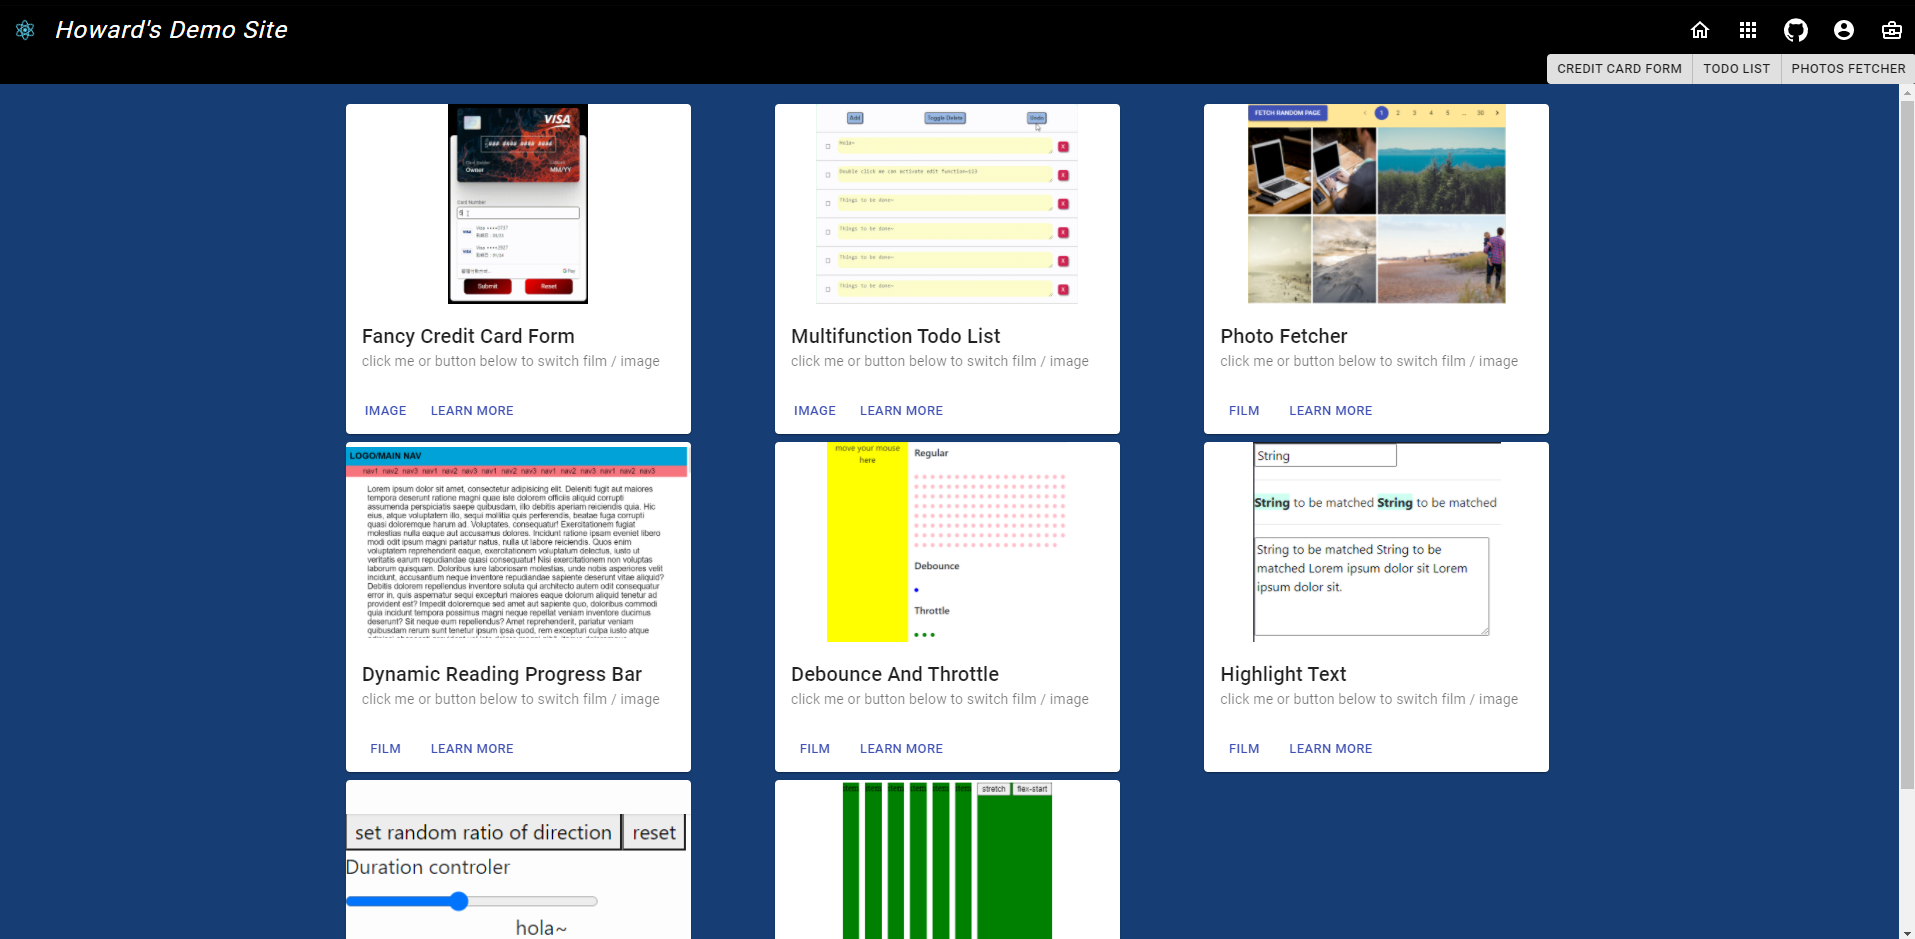 Howard's Demo Site
CREDIT CARD FORM
TODO LIST
PHOTOS FETCHER
VISA
Owner
MM/YY
Card Number
Submit
Reset
Fancy Credit Card Form
click me or button below to switch film / image
IMAGE
LEARN MORE
Add
Toggle Delete
Undo
Hola~
Things to be done~
Things to be done~
Things to be done~
Things to be done~
Multifunction Todo List
click me or button below to switch film / image
IMAGE
LEARN MORE
FETCH RANDOM PAGE
1 2 3 4 5 ... 50
Photo Fetcher
click me or button below to switch film / image
FILM
LEARN MORE
LOGO/MAIN NAV
nav1 nav2 nav3 nav1 nav2 nav3 nav1 nav2 nav3 nav1 nav2 nav3 nav1 nav2 nav3
Lorem ipsum dolor sit amet, consectetur adipisicing elit. Deleniti fugit aut maiores
tempora deserunt ratione magni quae iste dolorem officiis aliquid corrupti
assumenda perspiciatis saepe quibusdam, illo debitis aperiam reiciendis quia. Hic
eius, atque voluptatem illo, sequi mollitia quis perferendis, beatae fuga corrupti
quasi doloremque harum ad. Voluptates, consequatur! Exercitationem fugiat
molestias nulla eaque aut accusamus dolores. Incidunt ratione ipsam eveniet libero
modi odit ipsum magni pariatur natus, nulla ut labore reiciendis. Quos enim
voluptatem reprehenderit eaque, exercitationem voluptatum delectus, iusto ut
veritatis earum repudiandae quasi consequatur! Nisi exercitationem non voluptas
laborum quisquam. Doloribus iure laboriosam molestias, unde nobis asperiores velit
incidunt, accusantium neque inventore repudiandae sapiente deserunt vitae aliquid?
Debitis dolorem repellendus inventore soluta qui architecto autem odit consequatur
error in, quis aspernatur sequi excepturi maiores eaque dolorum aliquid tenetur ad
provident est? Impedit doloremque sed amet aut sapiente quo, doloribus commodi
quia incidunt tempora possimus magni neque repellat veniam inventore ducimus
deserunt? Sit neque eum repellendus? Amet reprehenderit, pariatur veniam
quibusdam rerum sunt tenetur ipsum ipsa quod, rem excepturi culpa iusto atque
Dynamic Reading Progress Bar
click me or button below to switch film / image
FILM
LEARN MORE
move your mouse
here
Regular
Debounce
Throttle
Debounce And Throttle
click me or button below to switch film / image
FILM
LEARN MORE
String
String to be matched String to be matched
String to be matched String to be
matched Lorem ipsum dolor sit Lorem
ipsum dolor sit.
Highlight Text
click me or button below to switch film / image
FILM
LEARN MORE
set random ratio of direction
reset
Duration controler
hola~
stretch
flex-start